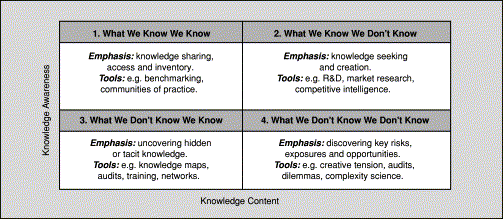 1. What We Know We Know
Emphasis: knowledge sharing,
access and inventory.
Tools: e.g. benchmarking,
communities of practice.
2. What We Know We Don't Know
Emphasis: knowledge seeking
and creation.
Tools: e.g. R&D, market research,
competitive intelligence.
3. What We Don't Know We Know
Emphasis: uncovering hidden
or tacit knowledge.
Tools: e.g. knowledge maps,
audits, training, networks.
4. What We Don't Know We Don't Know
Emphasis: discovering key risks,
exposures and opportunities.
Tools: e.g. creative tension, audits,
dilemmas, complexity science.
Knowledge Awareness
Knowledge Content